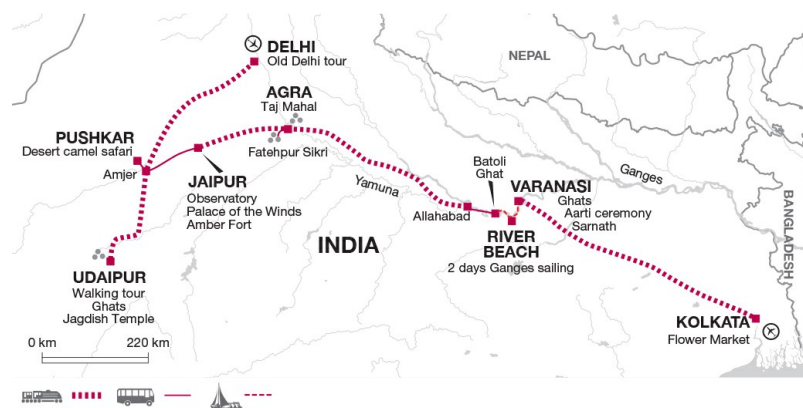 DELHI
Old Delhi tour
NEPAL
AGRA
Taj Mahal
PUSHKAR
Desert camel safari
Amjer
Fatehpur Sikri
JAIPUR
Observatory
Palace of the Winds
Amber Fort
Yamuna
Batoli
Ghat
Ganges
VARANASI
Ghats
Aarti ceremony
Sarnath
Allahabad
BANGLADESH
INDIA
RIVER
BEACH
2 days Ganges sailing
UDAIPUR
Walking tour
Ghats
Jagdish Temple
KOLKATA
Flower Market
0 km
220 km